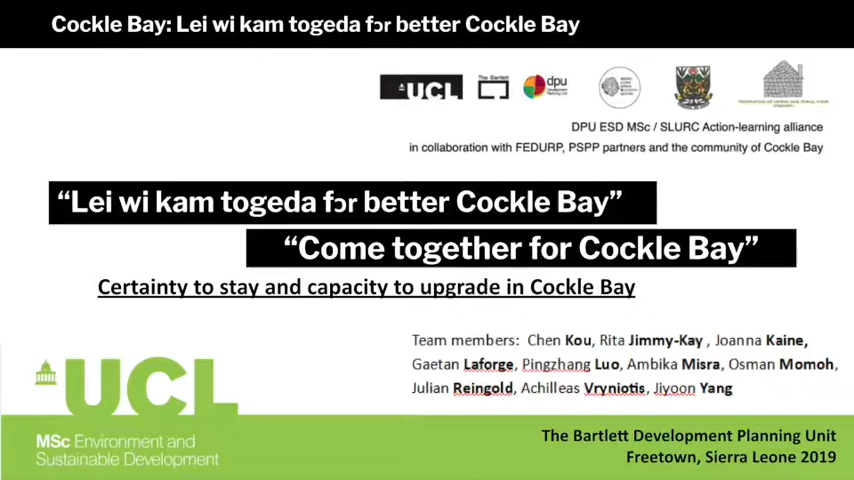 Cockle Bay: Lei wi kam togeda fɔr better Cockle Bay
UCL
The Bartlett
dpu
DPU ESD MSc / SLURC Action-learning alliance
in collaboration with FEDURP, PSPP partners and the community of Cockle Bay
“Lei wi kam togeda fɔr better Cockle Bay”
“Come together for Cockle Bay”
Certainty to stay and capacity to upgrade in Cockle Bay
Team members: Chen Kou, Rita Jimmy-Kay , Joanna Kaine,
Gaetan Laforge, Pingzhang Luo, Ambika Misra, Osman Momoh,
Julian Reingold, Achilleas Vryniotis, Jiyoon Yang
UCL
MSc Environment and
Sustainable Development
The Bartlett Development Planning Unit
Freetown, Sierra Leone 2019